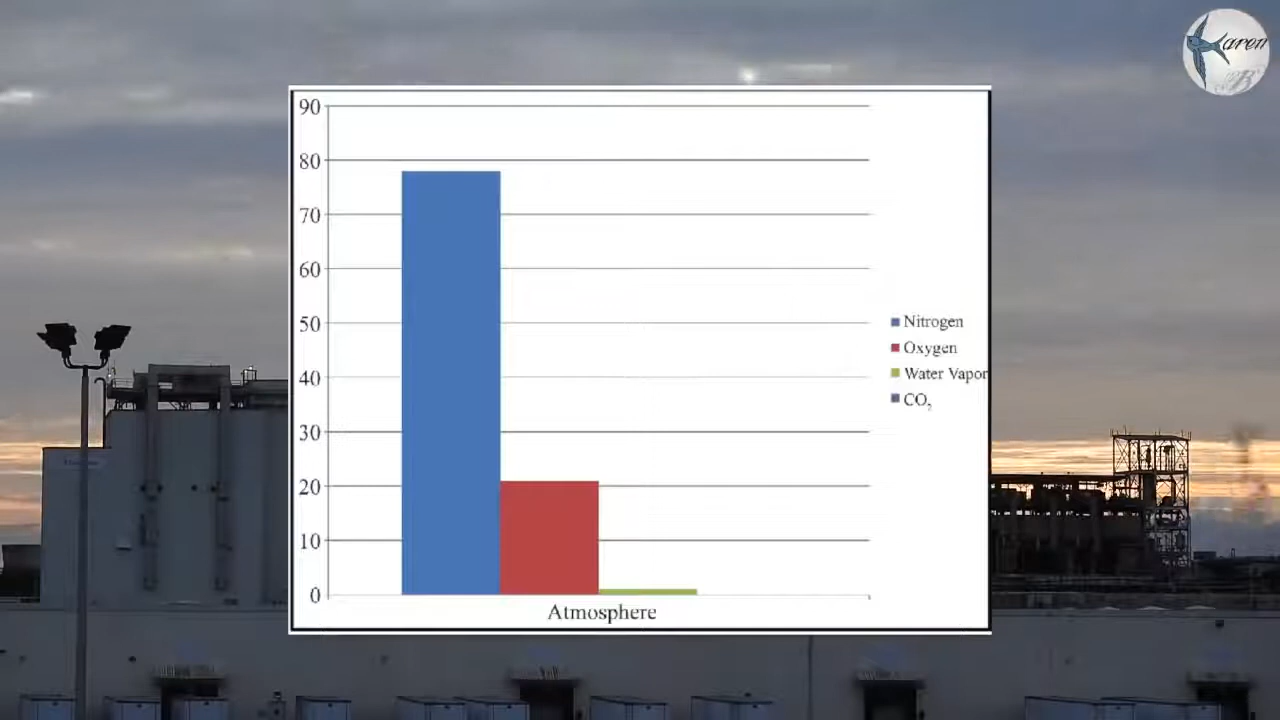 Karen
B
90
80
70
60
50
40
30
20
10
0
Atmosphere
Nitrogen
Oxygen
Water Vapor
CO₂